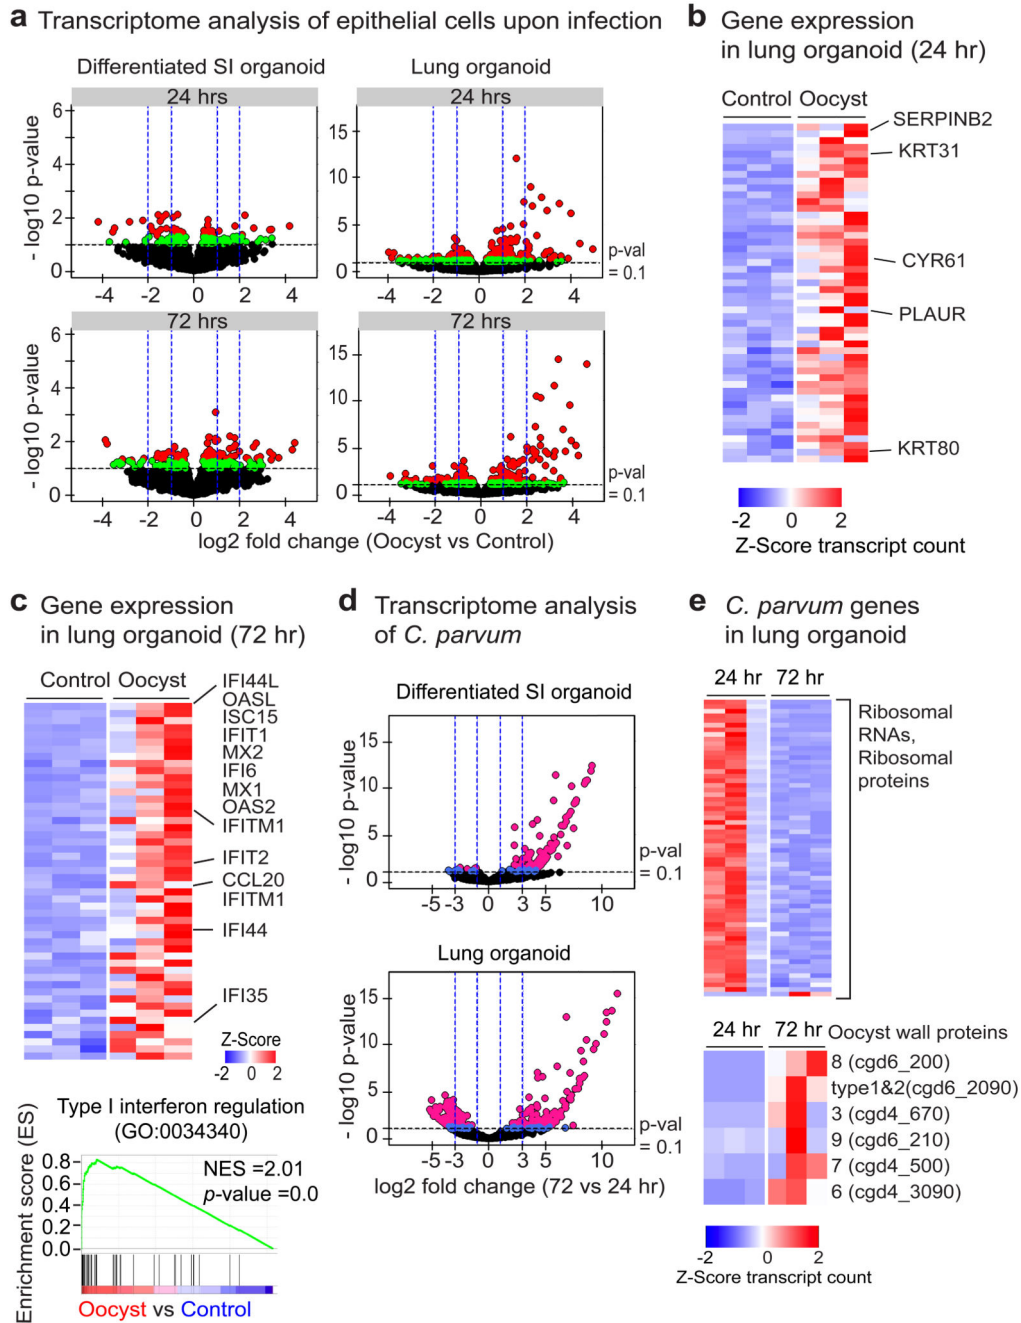 a Transcriptome analysis of epithelial cells upon infection
Differentiated SI organoid
Lung organoid
24 hrs
24 hrs
6
4
2
0
- log10 p-value
-4 -2 0 2 4
15
10
5
0
p-val
= 0.1
-4 -2 0 2 4
72 hrs
72 hrs
6
4
2
0
- log10 p-value
-4 -2 0 2 4
15
10
5
0
p-val
= 0.1
-4 -2 0 2 4
log2 fold change (Oocyst vs Control)
b Gene expression
in lung organoid (24 hr)
Control Oocyst
SERPINB2
KRT31
CYR61
PLAUR
KRT80
-2 0 2
Z-Score transcript count
c Gene expression
in lung organoid (72 hr)
Control Oocyst
IFI44L
OASL
ISC15
IFIT1
MX2
IFI6
MX1
OAS2
IFITM1
IFIT2
CCL20
IFITM1
IFI44
IFI35
Z-Score
-2 0 2
Type I interferon regulation
(GO:0034340)
NES =2.01
p-value =0.0
Enrichment score (ES)
0.8
0.6
0.4
0.2
0.0
Oocyst vs Control
d Transcriptome analysis
of C. parvum
Differentiated SI organoid
15
10
5
0
- log10 p-value
p-val
= 0.1
-5 -3 0 3 5 10
Lung organoid
15
10
5
0
- log10 p-value
p-val
= 0.1
-5 -3 0 3 5 10
log2 fold change (72 vs 24 hr)
e C. parvum genes
in lung organoid
24 hr 72 hr
Ribosomal
RNAs,
Ribosomal
proteins
24 hr 72 hr Oocyst wall proteins
8 (cgd6_200)
type1&2(cgd6_2090)
3 (cgd4_670)
9 (cgd6_210)
7 (cgd4_500)
6 (cgd4_3090)
-2 0 2
Z-Score transcript count